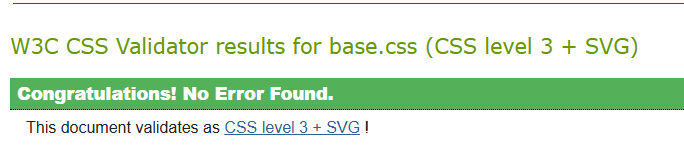 W3C CSS Validator results for base.css (CSS level 3 + SVG)
Congratulations! No Error Found.
This document validates as CSS level 3 + SVG !